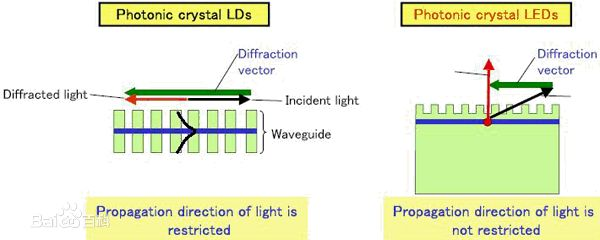 Photonic crystal LDs
Photonic crystal LEDs
Diffraction
vector
Diffracted light
Incident light
Waveguide
Diffraction
vector
Propagation direction of light is
restricted
Propagation direction of light is
not restricted
Bai百科